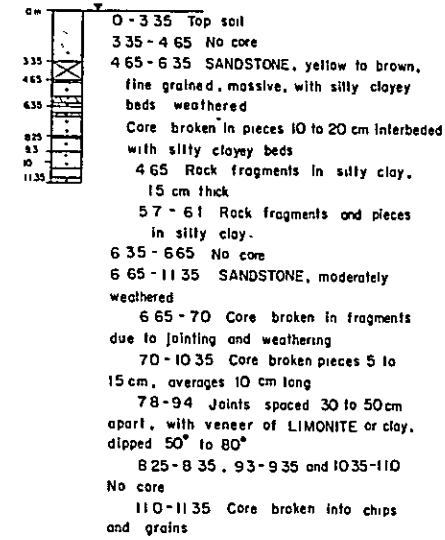 0m
0-3 35 Top soil
3 35-4 65 No core
4 65-6 35 SANDSTONE, yellow to brown,
fine grained, massive, with silty clayey
beds weathered
Core broken in pieces 10 to 20 cm interbeded
with silty clayey beds
4 65 Rock fragments in silty clay,
15 cm thick
5 7-6 1 Rock fragments and pieces
in silty clay.
6 35-6 65 No core
6 65-11 35 SANDSTONE, moderately
weathered
6 65-7 0 Core broken in fragments
due to jointing and weathering
7 0-10 35 Core broken pieces 5 to
15 cm, averages 10 cm long
7 8-9 4 Joints spaced 30 to 50 cm
apart, with veneer of LIMONITE or clay,
dipped 50° to 80°
8 25-8 35, 9 3-9 35 and 10 35-11 0
No core
11 0-11 35 Core broken into chips
and grains
3 35
4 65
6.35
8 25
9 3
10
11 35